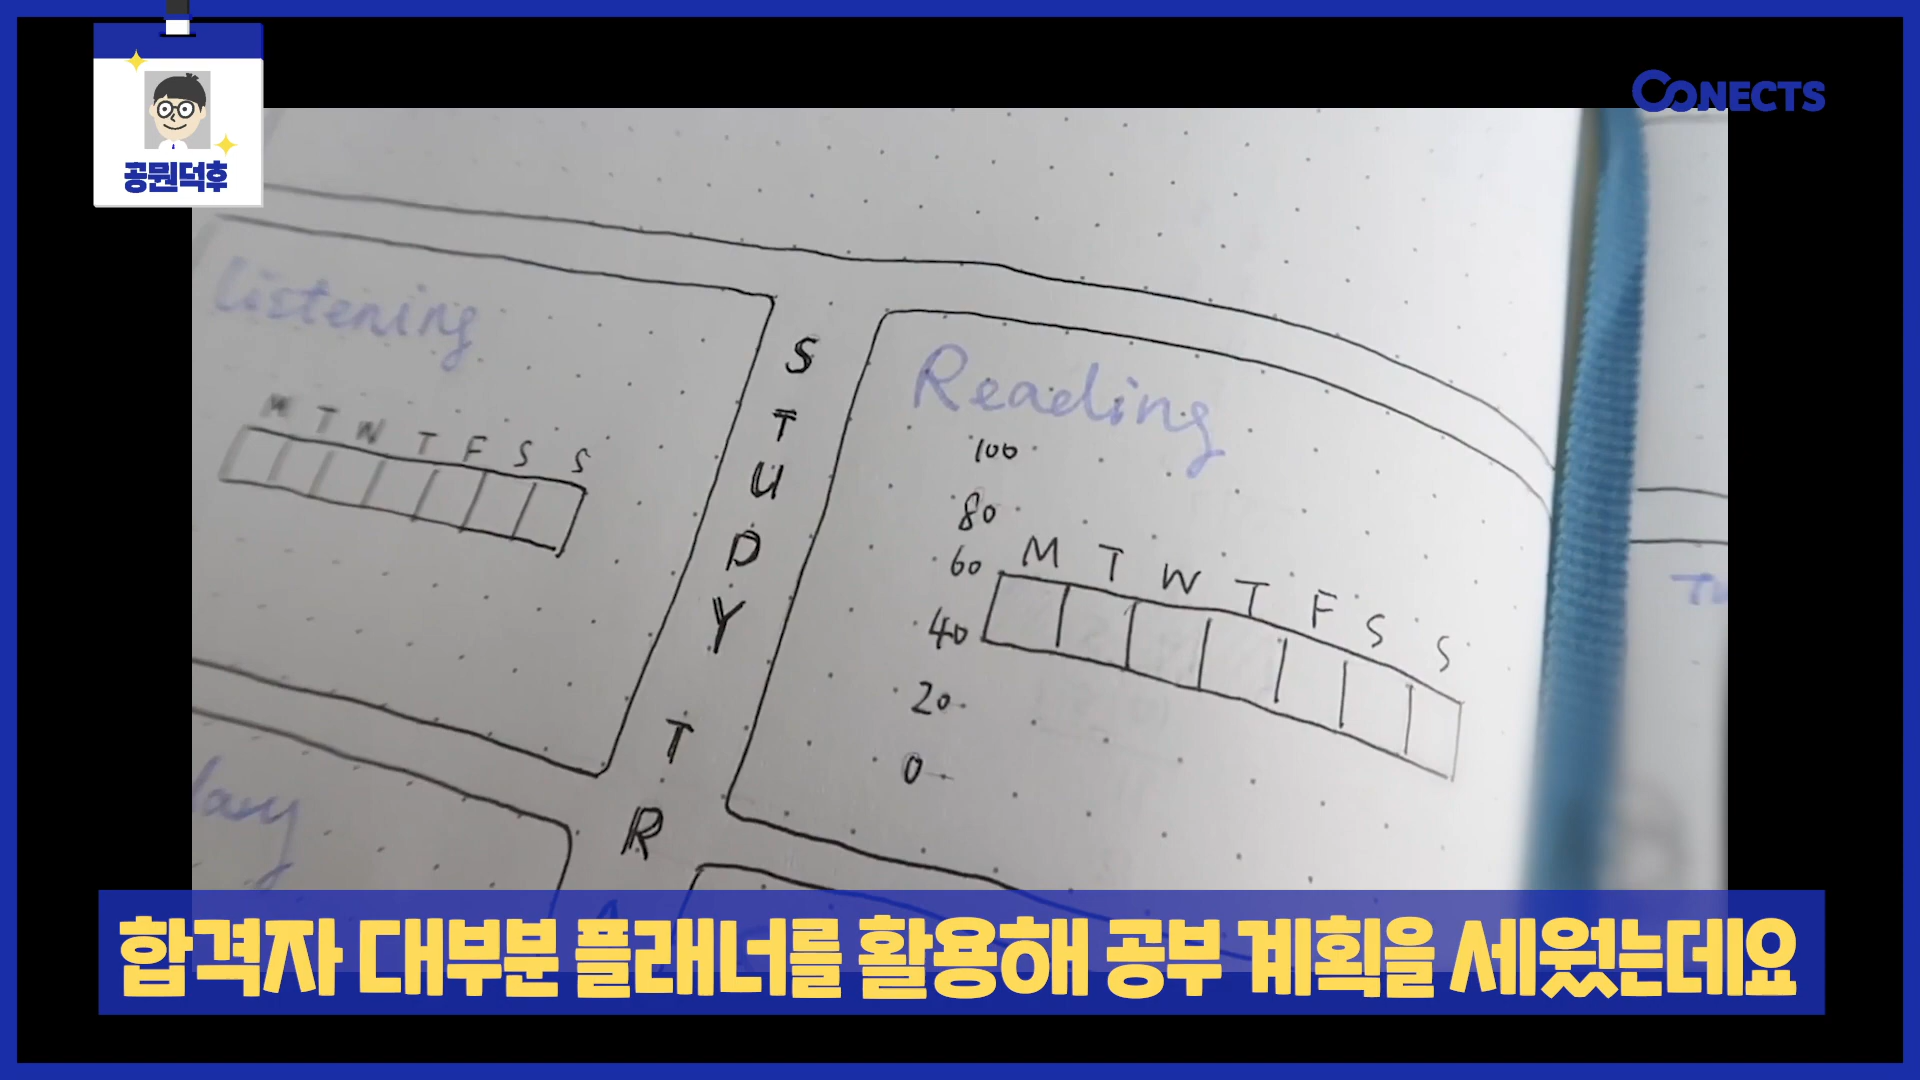 공뭔덕후
CONECTS
Listening
M T W T F S S
S
T
U
D
Y
T
R
Reading
100
80
60
40
20
0
M T W T F S S
합격자 대부분 플래너를 활용해 공부 계획을 세웠는데요